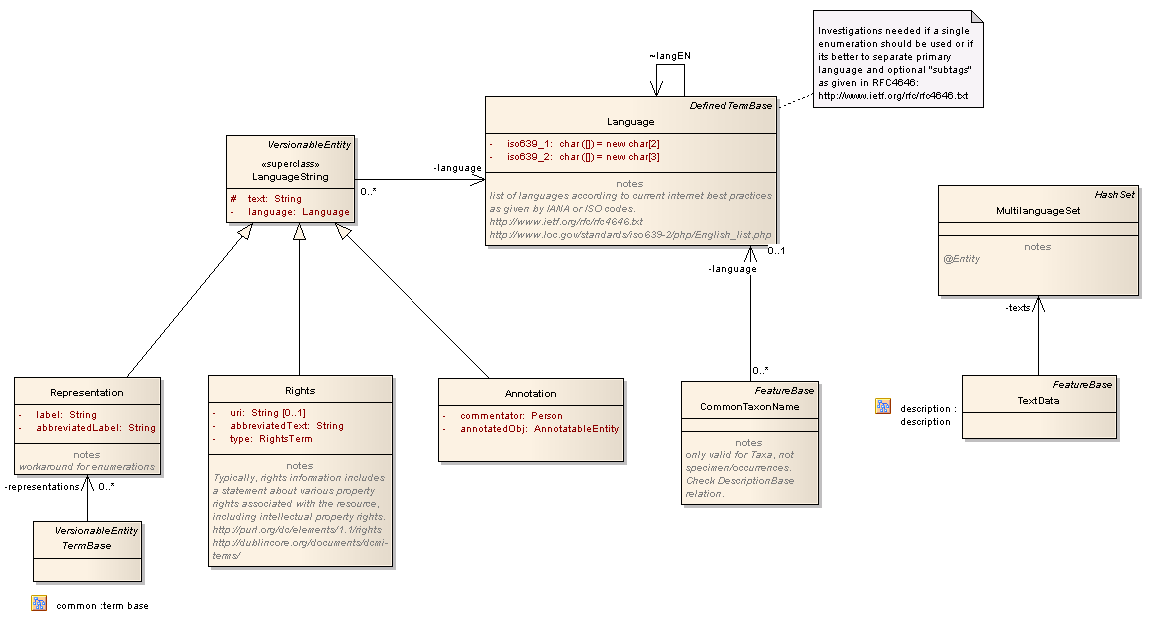 Investigations needed if a single
enumeration should be used or if
its better to separate primary
language and optional "subtags"
as given in RFC4646:
http://www.ietf.org/rfc/rfc4646.txt
~langEN
DefinedTermBase
Language
- iso639_1: char ([]) = new char[2]
- iso639_2: char ([]) = new char[3]
notes
list of languages according to current internet best practices
as given by IANA or ISO codes.
http://www.ietf.org/rfc/rfc4646.txt
http://www.loc.gov/standards/iso639-2/php/English_list.php
VersionableEntity
«superclass»
LanguageString
# text: String
- language: Language
-language
0..*
HashSet
MultilanguageSet
notes
@Entity
0..1
-language
-texts
Representation
- label: String
- abbreviatedLabel: String
notes
workaround for enumerations
Rights
- uri: String [0..1]
- abbreviatedText: String
- type: RightsTerm
notes
Typically, rights information includes
a statement about various property
rights associated with the resource,
including intellectual property rights.
http://purl.org/dc/elements/1.1/rights
http://dublincore.org/documents/dcmi-
terms/
Annotation
- commentator: Person
- annotatedObj: AnnotatableEntity
0..*
FeatureBase
CommonTaxonName
notes
only valid for Taxa, not
specimen/occurrences.
Check DescriptionBase
relation.
FeatureBase
TextData
description :
description
-representations
0..*
VersionableEntity
TermBase
common :term base